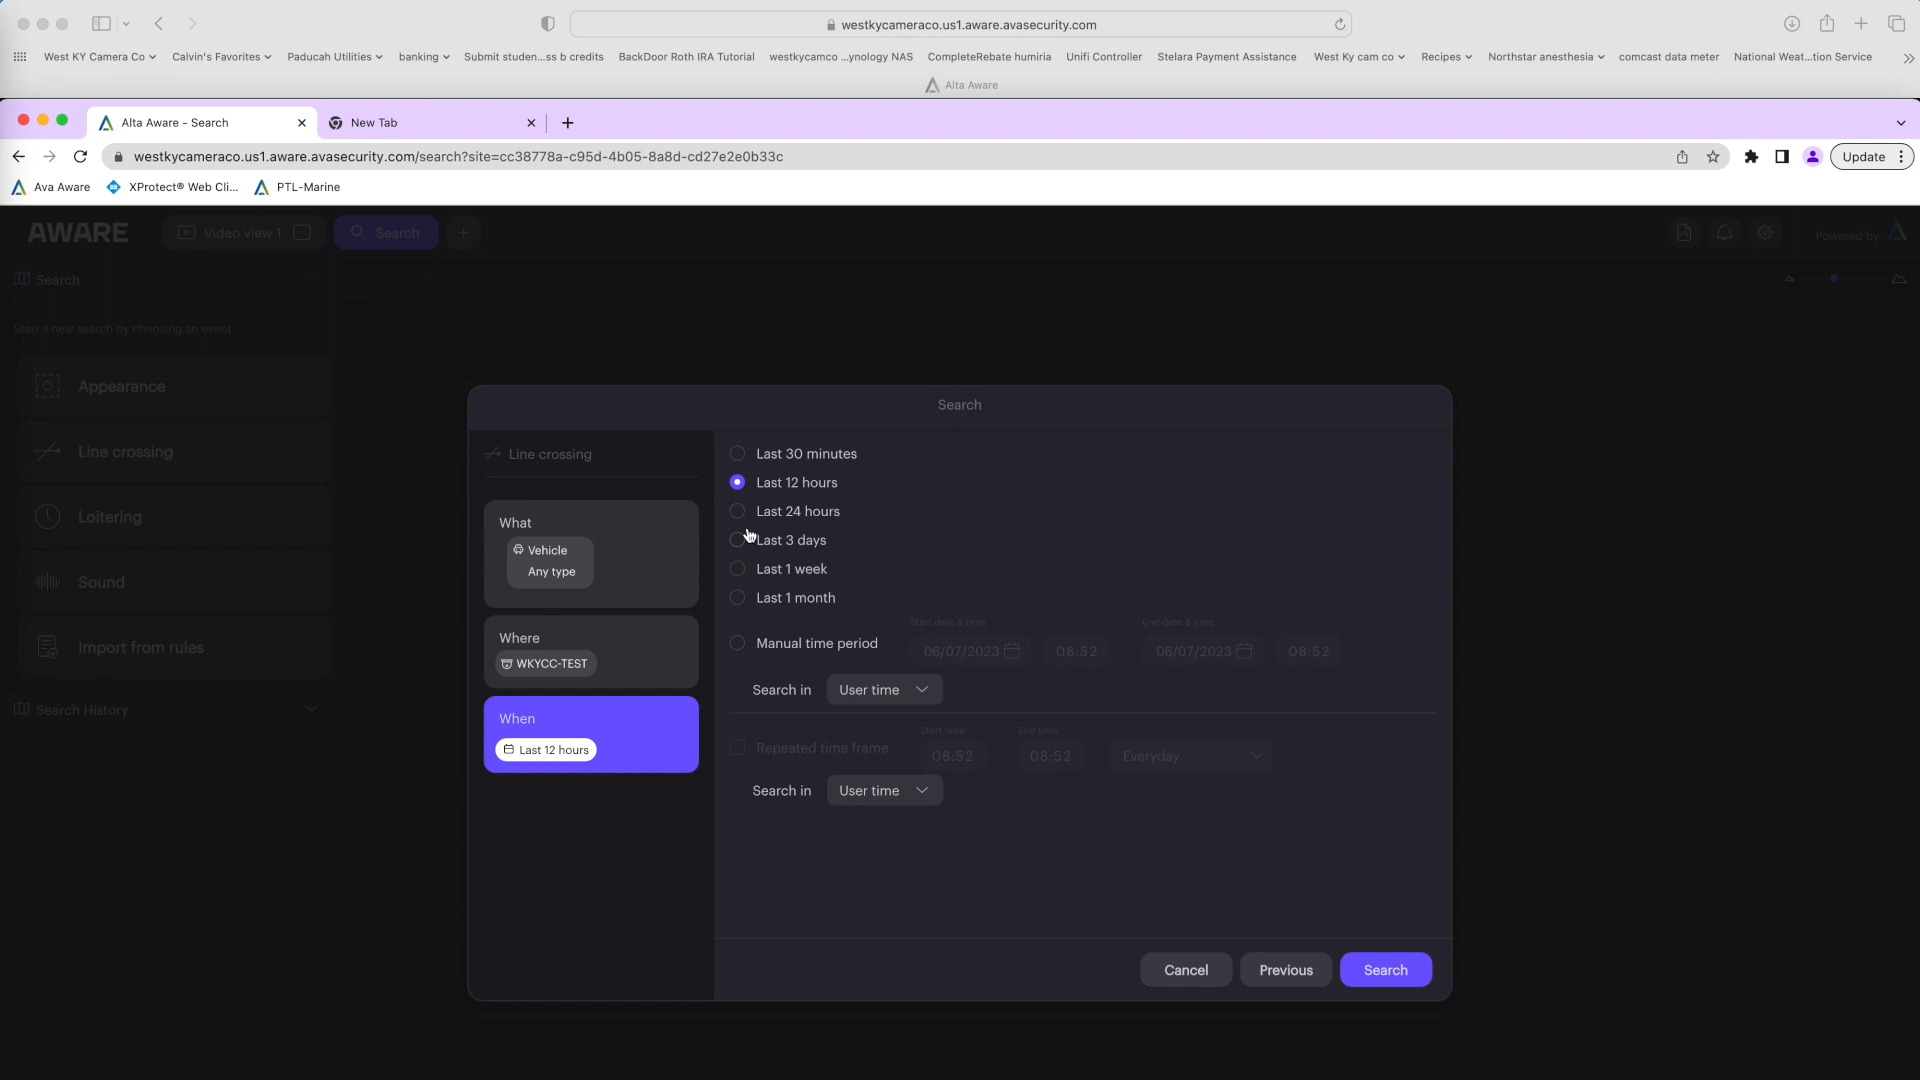 westkycameraco.us1.aware.avasecurity.com
West KY Camera Co Calvin's Favorites Paducah Utilities banking Submit studen...ss b credits BackDoor Roth IRA Tutorial westkycamco ...ynology NAS CompleteRebate humiria Unifi Controller Stelara Payment Assistance West Ky cam co Recipes Northstar anesthesia comcast data meter National Weat...tion Service
Alta Aware
Alta Aware - Search New Tab
westkycameraco.us1.aware.avasecurity.com/search?site=cc38778a-c95d-4b05-8a8d-cd27e2e0b33c Update
Ava Aware XProtect® Web Cli... PTL-Marine
AWARE Video view 1 Search Powered by
Search
Start a new search by choosing an event
Appearance
Line crossing
Loitering
Sound
Import from rules
Search History
Search
Line crossing
What
Vehicle
Any type
Where
WKYCC-TEST
When
Last 12 hours
Last 30 minutes
Last 12 hours
Last 24 hours
Last 3 days
Last 1 week
Last 1 month
Start date & time End date & time
Manual time period 06/07/2023 08:52 06/07/2023 08:52
Search in User time
Start time End time
Repeated time frame 08:52 08:52 Everyday
Search in User time
Cancel Previous Search